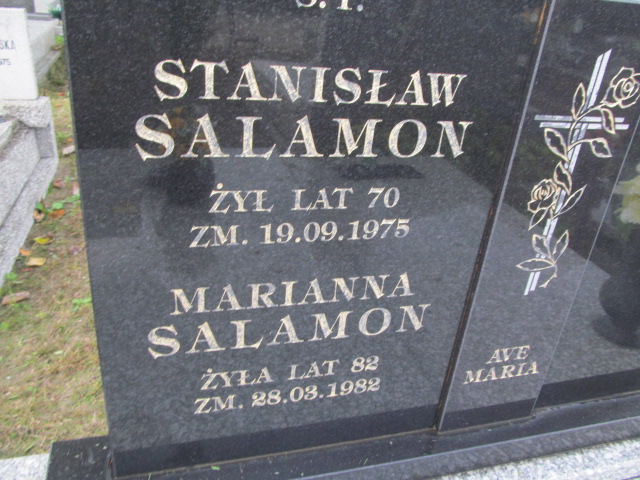 Ś.P.
STANISŁAW
SALAMON
ŻYŁ LAT 70
ZM. 19.09.1975
MARIANNA
SALAMON
ŻYŁA LAT 82
ZM. 28.03.1982
AVE
MARIA